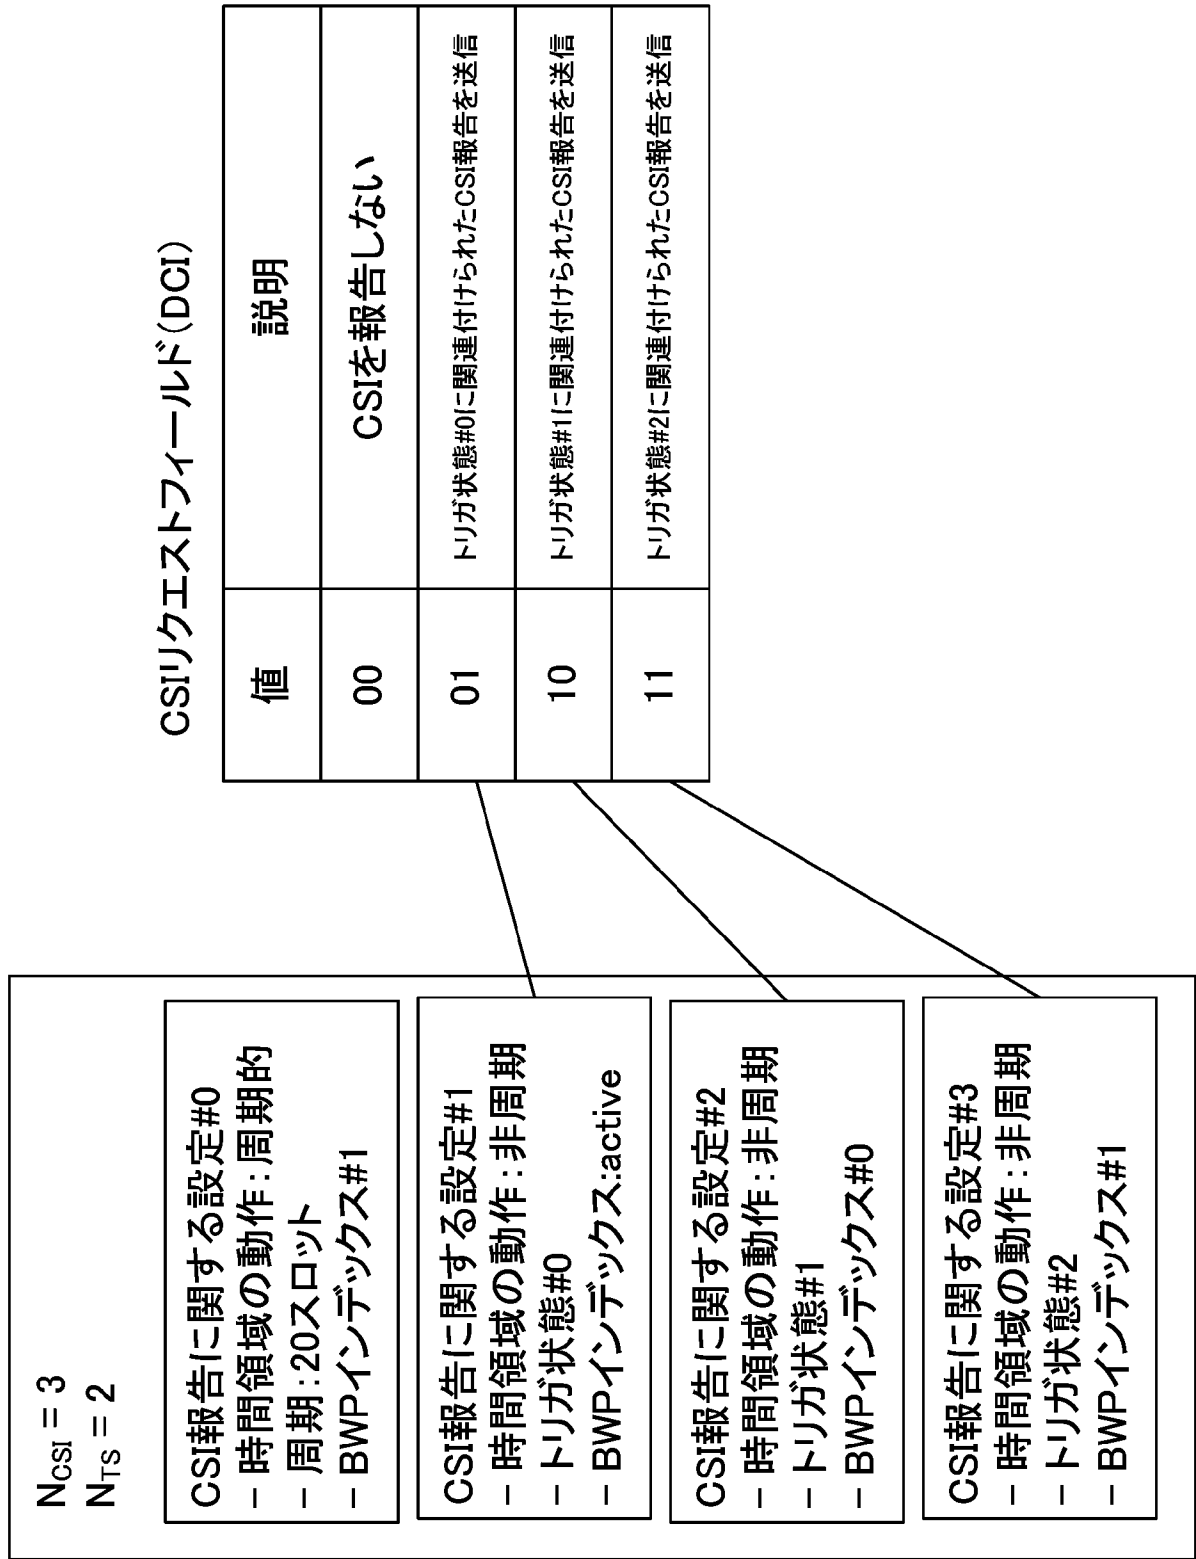 N_CSI = 3
N_TS = 2
CSI報告に関する設定#0
- 時間領域の動作:周期的
- 周期:20スロット
- BWPインデックス#1
CSI報告に関する設定#1
- 時間領域の動作:非周期
- トリガ状態#0
- BWPインデックス:active
CSI報告に関する設定#2
- 時間領域の動作:非周期
- トリガ状態#1
- BWPインデックス#0
CSI報告に関する設定#3
- 時間領域の動作:非周期
- トリガ状態#2
- BWPインデックス#1
CSIリクエストフィールド(DCI)
値 説明
00 CSIを報告しない
01 トリガ状態#0に関連付けられたCSI報告を送信
10 トリガ状態#1に関連付けられたCSI報告を送信
11 トリガ状態#2に関連付けられたCSI報告を送信